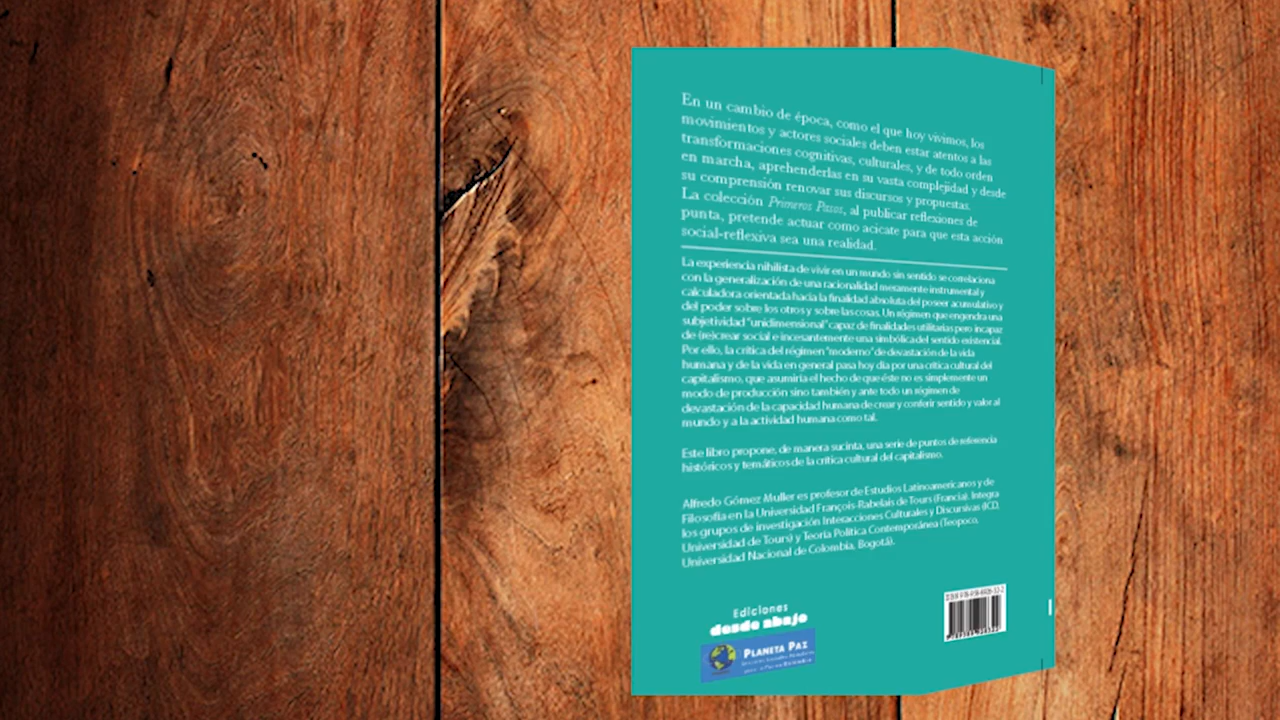 En un cambio de época, como el que hoy vivimos, los
movimientos y actores sociales deben estar atentos a las
transformaciones cognitivas, culturales, y de todo orden
en marcha, aprehenderlas en su vasta complejidad y desde
su comprensión renovar sus discursos y propuestas.
La colección Primeros Pasos, al publicar reflexiones de
punta, pretende actuar como acicate para que esta acción
social-reflexiva sea una realidad.
La experiencia nihilista de vivir en un mundo sin sentido se correlaciona
con la generalización de una racionalidad meramente instrumental y
calculadora orientada hacia la finalidad absoluta del poseer acumulativo y
del poder sobre los otros y sobre las cosas. Un régimen que engendra una
subjetividad "unidimensional" capaz de finalidades utilitarias pero incapaz
de (re)crear social e incesantemente una simbólica del sentido existencial.
Por ello, la crítica del régimen "moderno" de devastación de la vida
humana y de la vida en general pasa hoy día por una crítica cultural del
capitalismo, que asumiría el hecho de que éste no es simplemente un
modo de producción sino también y ante todo un régimen de
devastación de la capacidad humana de crear y conferir sentido y valor al
mundo y a la actividad humana como tal.
Este libro propone, de manera sucinta, una serie de puntos de referencia
históricos y temáticos de la crítica cultural del capitalismo.
Alfredo Gómez Muller es profesor de Estudios Latinoamericanos y de
Filosofía en la Universidad François-Rabelais de Tours (Francia). Integra
los grupos de investigación Interacciones Culturales y Discursivas (ICD,
Universidad de Tours) y Teoría Política Contemporánea (Teopoco,
Universidad Nacional de Colombia, Bogotá).
Ediciones
desde abajo
PLANETA PAZ